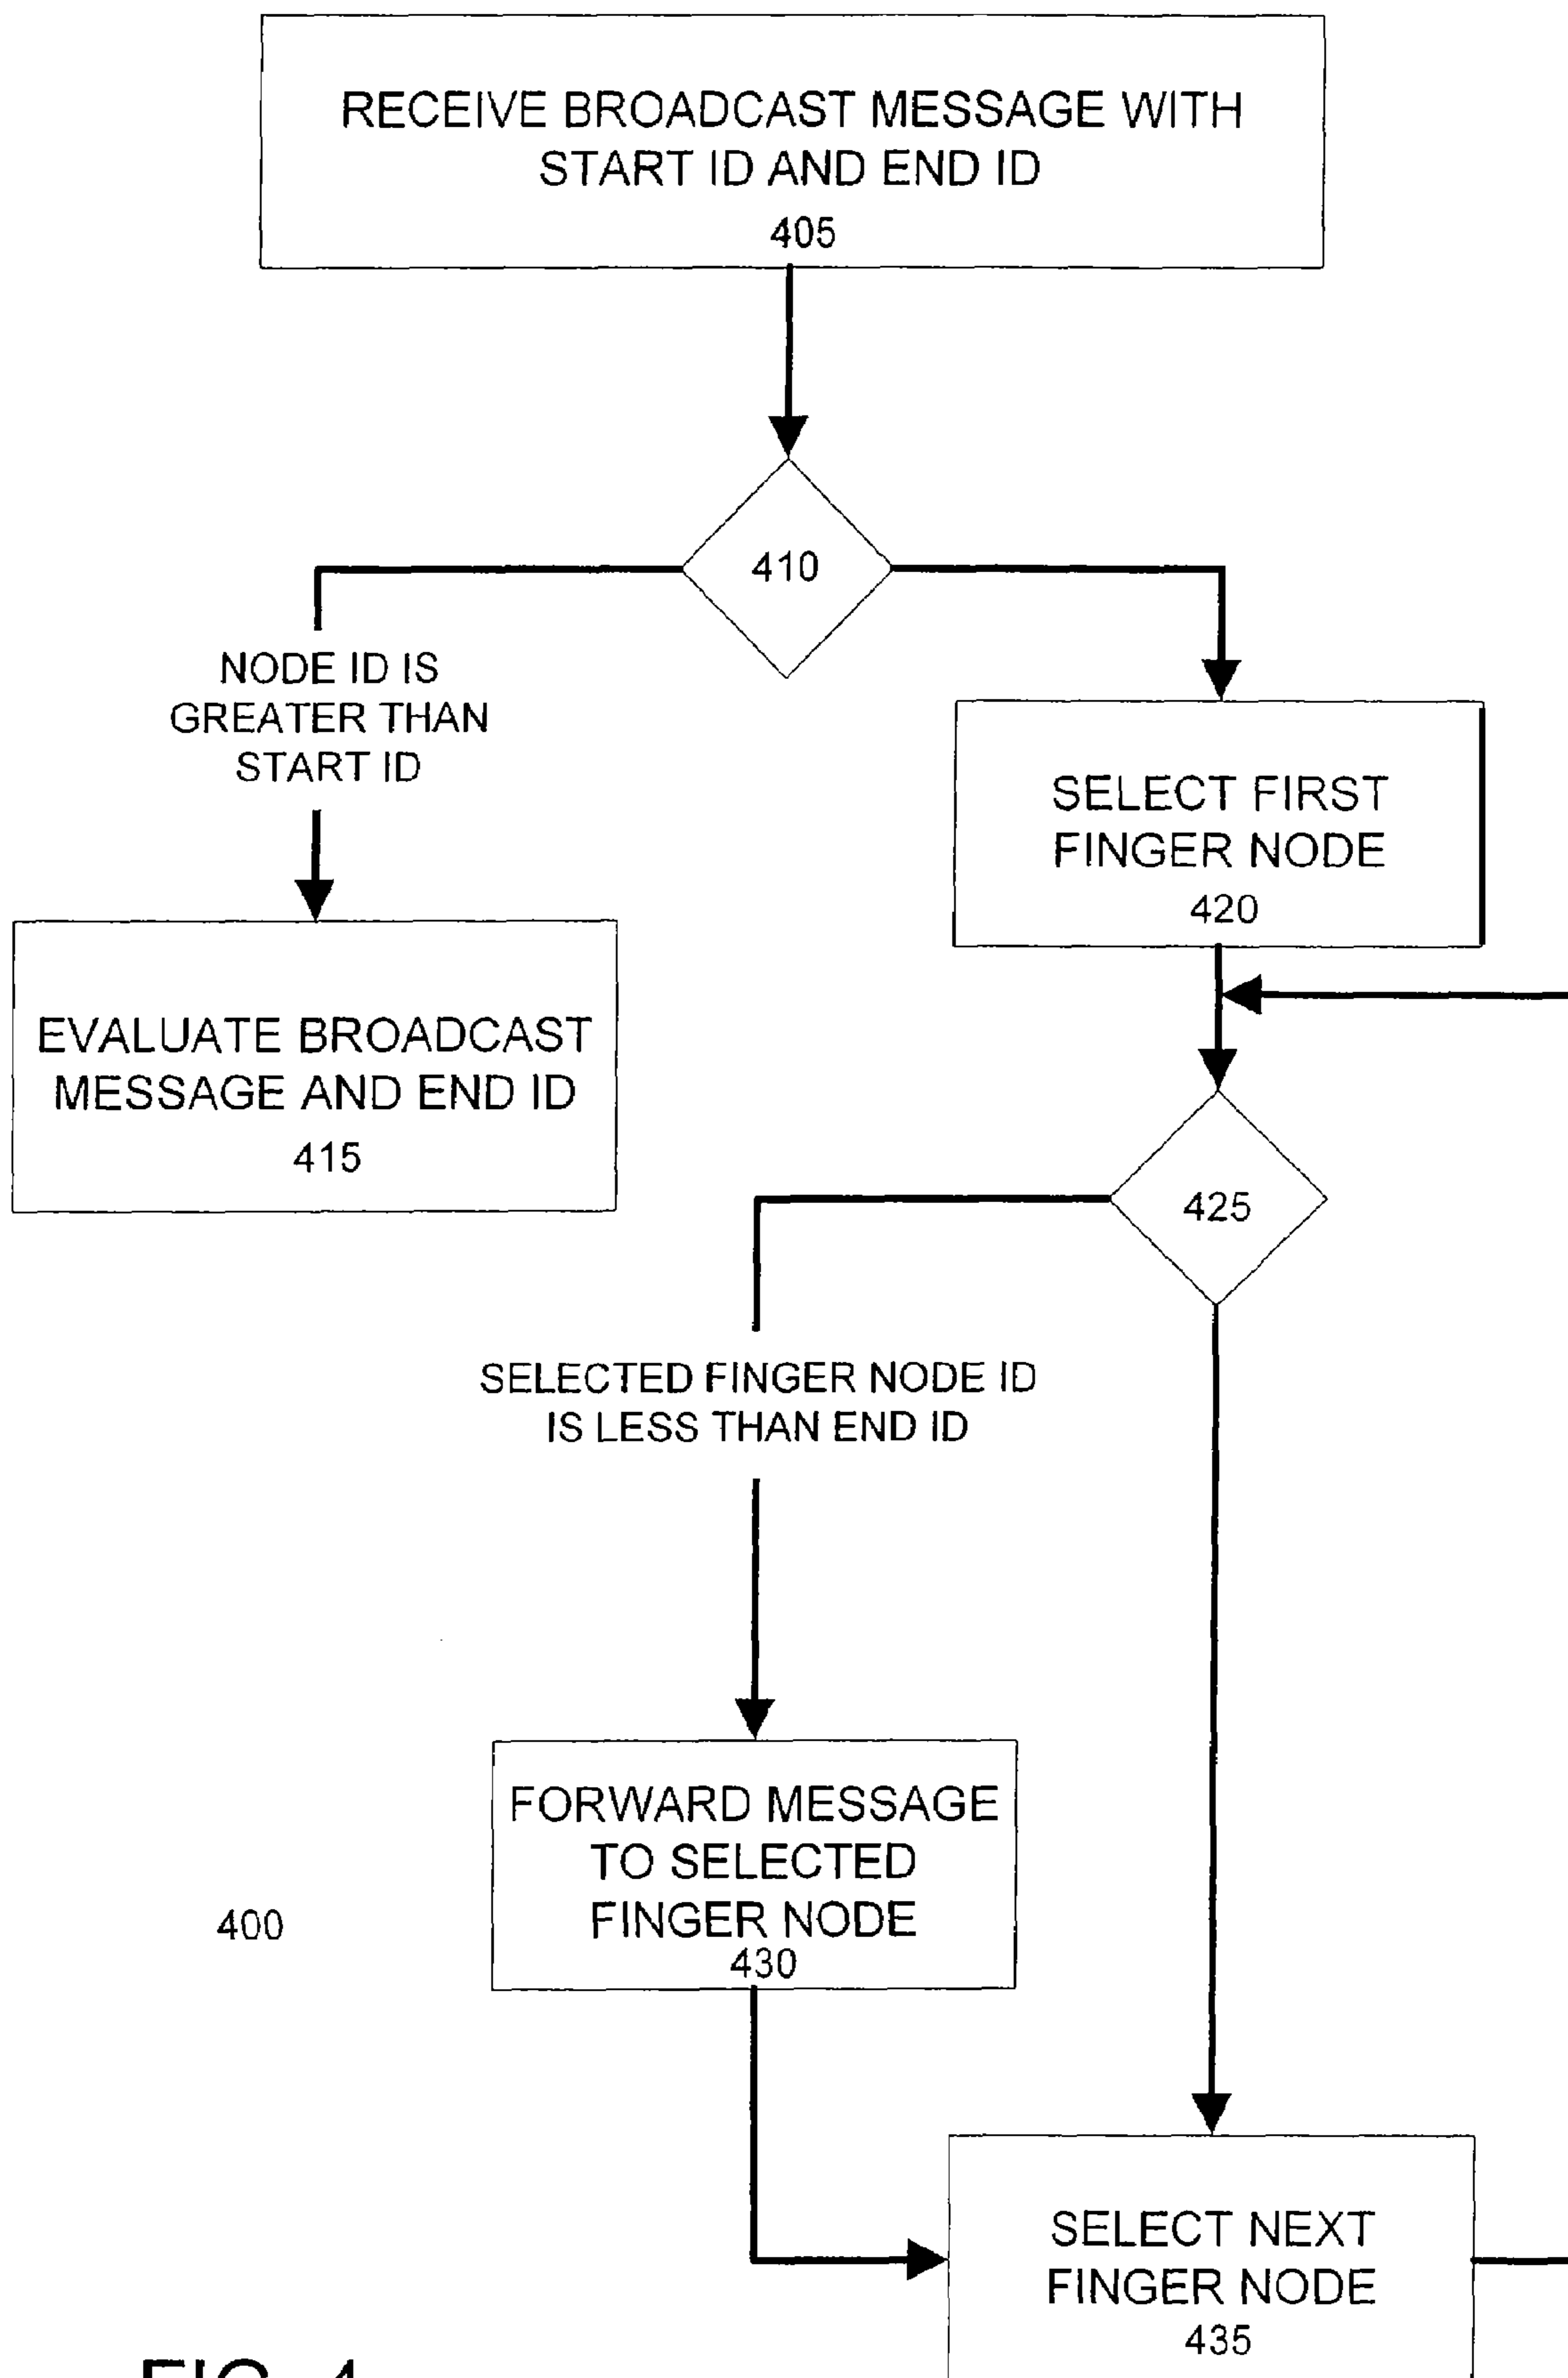 RECEIVE BROADCAST MESSAGE WITH
START ID AND END ID
405
410
NODE ID IS
GREATER THAN
START ID
SELECT FIRST
FINGER NODE
420
EVALUATE BROADCAST
MESSAGE AND END ID
415
425
SELECTED FINGER NODE ID
IS LESS THAN END ID
FORWARD MESSAGE
TO SELECTED
FINGER NODE
430
400
SELECT NEXT
FINGER NODE
435